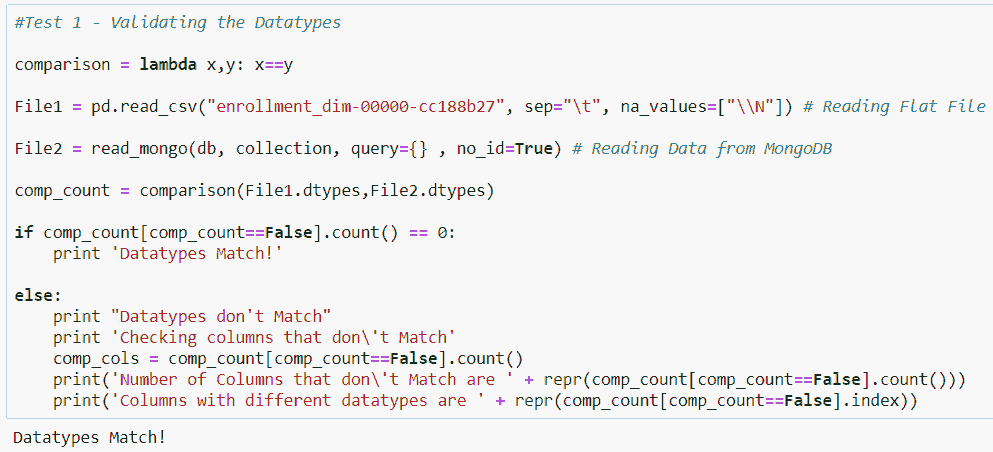 #Test 1 - Validating the Datatypes
comparison = lambda x,y: x==y
File1 = pd.read_csv("enrollment_dim-00000-cc188b27", sep="\t", na_values=["\\N"]) # Reading Flat File
File2 = read_mongo(db, collection, query={} , no_id=True) # Reading Data from MongoDB
comp_count = comparison(File1.dtypes,File2.dtypes)
if comp_count[comp_count==False].count() == 0:
    print 'Datatypes Match!'
else:
    print "Datatypes don't Match"
    print 'Checking columns that don\'t Match'
    comp_cols = comp_count[comp_count==False].count()
    print('Number of Columns that don\'t Match are ' + repr(comp_count[comp_count==False].count()))
    print('Columns with different datatypes are ' + repr(comp_count[comp_count==False].index))
Datatypes Match!